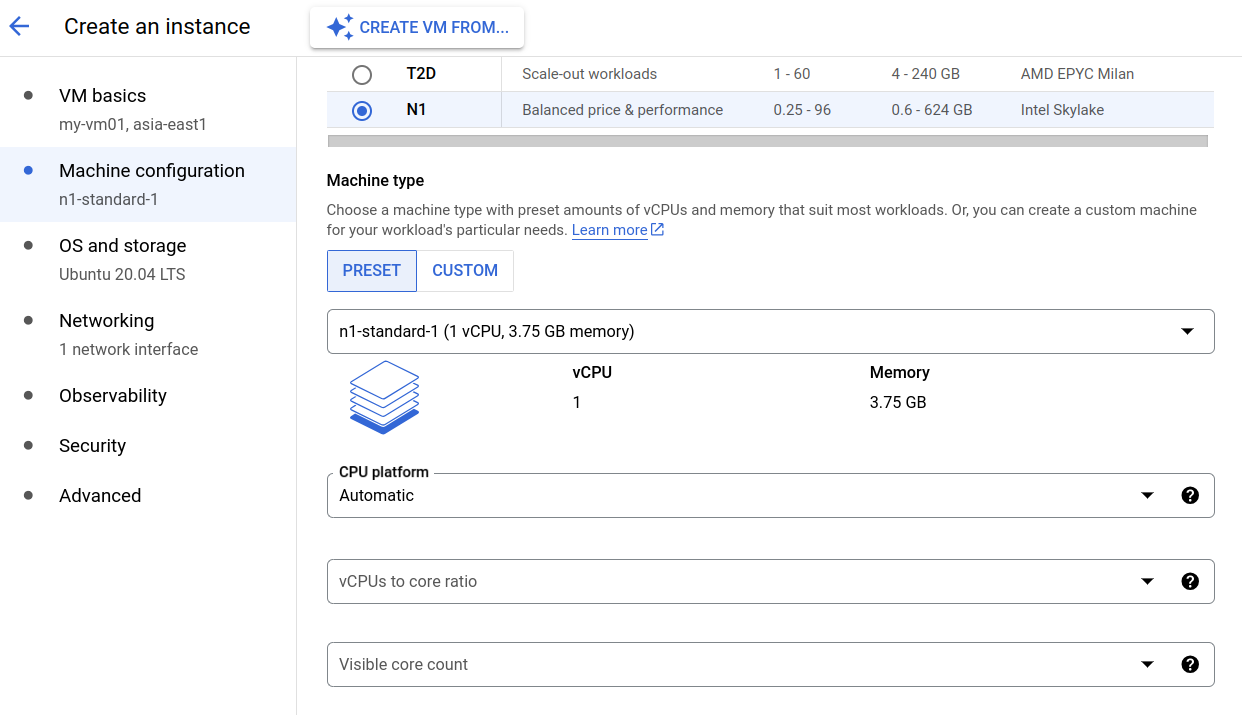 Create an instance
CREATE VM FROM...
VM basics
my-vm01, asia-east1
Machine configuration
n1-standard-1
OS and storage
Ubuntu 20.04 LTS
Networking
1 network interface
Observability
Security
Advanced
T2D Scale-out workloads 1 - 60 4 - 240 GB AMD EPYC Milan
N1 Balanced price & performance 0.25 - 96 0.6 - 624 GB Intel Skylake
Machine type
Choose a machine type with preset amounts of vCPUs and memory that suit most workloads. Or, you can create a custom machine
for your workload's particular needs. Learn more
PRESET CUSTOM
n1-standard-1 (1 vCPU, 3.75 GB memory)
vCPU Memory
1 3.75 GB
CPU platform
Automatic
vCPUs to core ratio
Visible core count